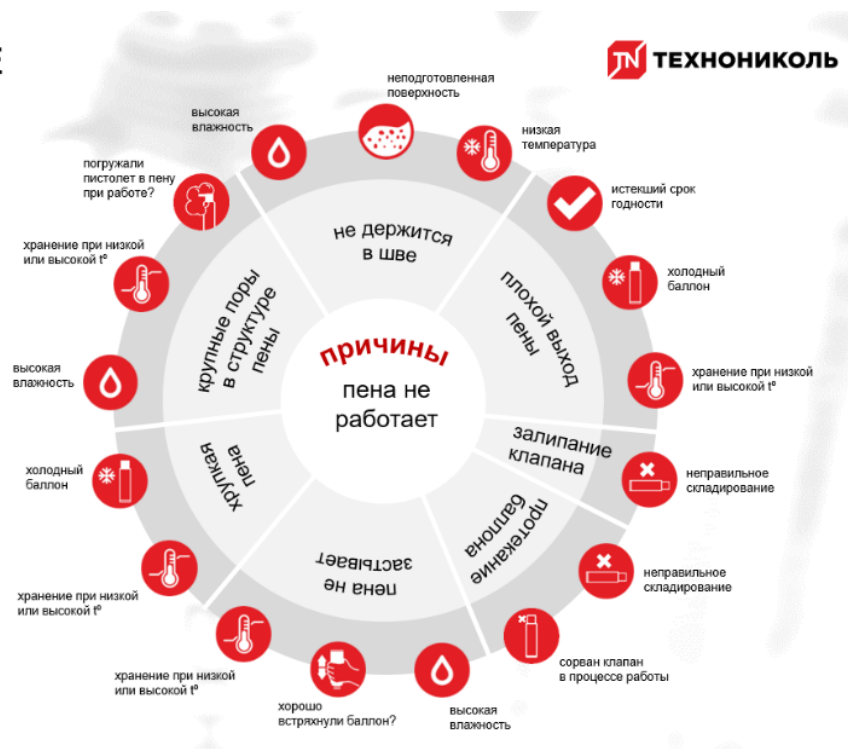 Е
ТЕХНОНИКОЛЬ
неподготовленная
поверхность
высокая
влажность
низкая
температура
погружали
пистолет в пену
при работе?
истекший срок
годности
не держится
в шве
хранение при низкой
или высокой t°
холодный
баллон
крупные поры
в структуре
пены
плохой выход
пены
причины
пена не
работает
высокая
влажность
хранение при низкой
или высокой t°
залипание
клапана
хрупкая
пена
холодный
баллон
неправильное
складирование
протекание
баллона
пена не
застывает
неправильное
складирование
хранение при низкой
или высокой t°
сорван клапан
в процессе работы
хранение при низкой
или высокой t°
хорошо
встряхнули баллон?
высокая
влажность